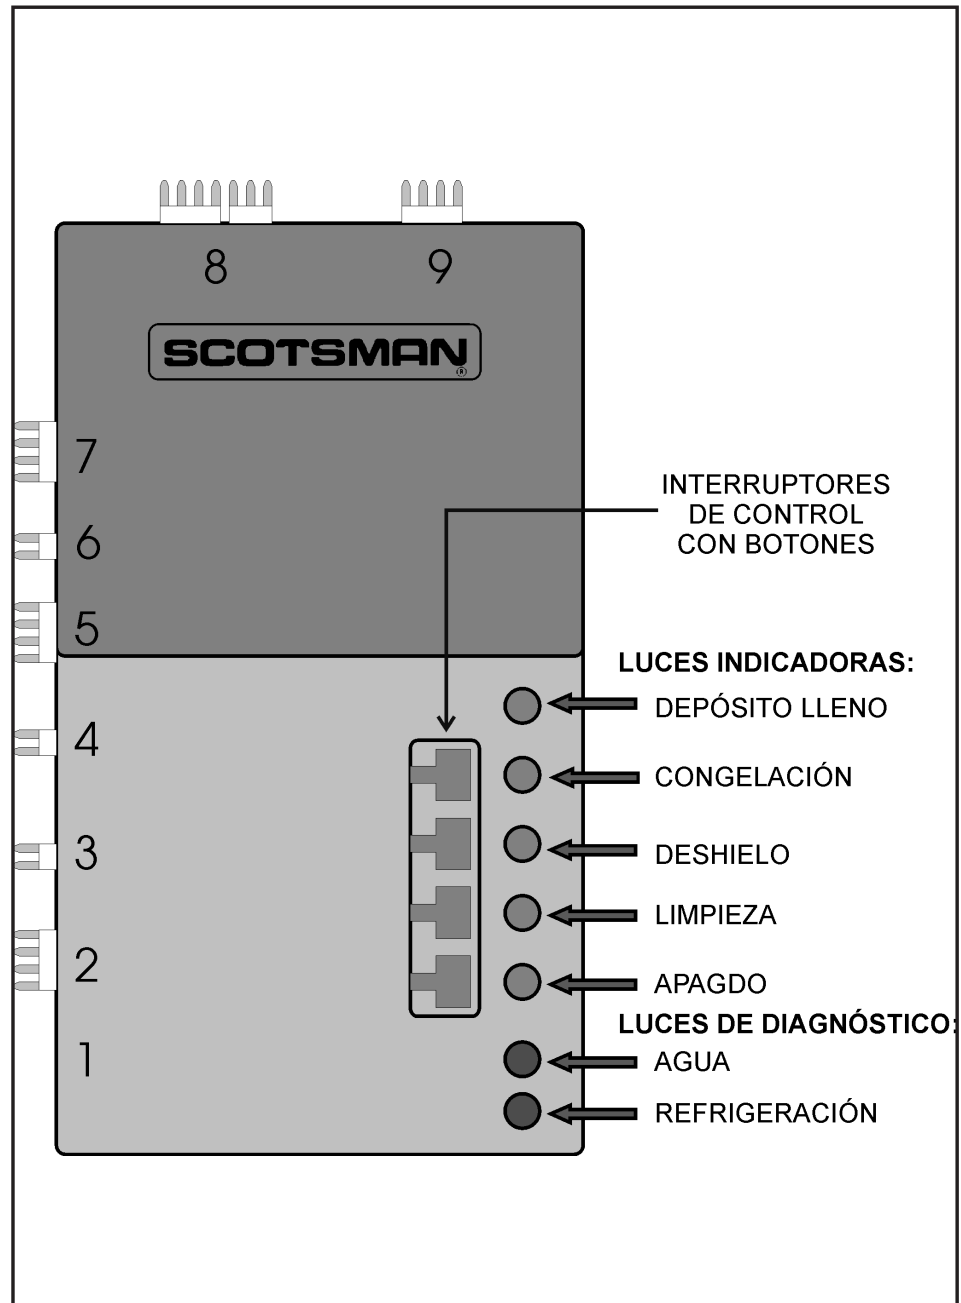 8
9
SCOTSMAN
®
7
6
5
4
3
2
1
INTERRUPTORES
DE CONTROL
CON BOTONES
LUCES INDICADORAS:
DEPÓSITO LLENO
CONGELACIÓN
DESHIELO
LIMPIEZA
APAGDO
LUCES DE DIAGNÓSTICO:
AGUA
REFRIGERACIÓN